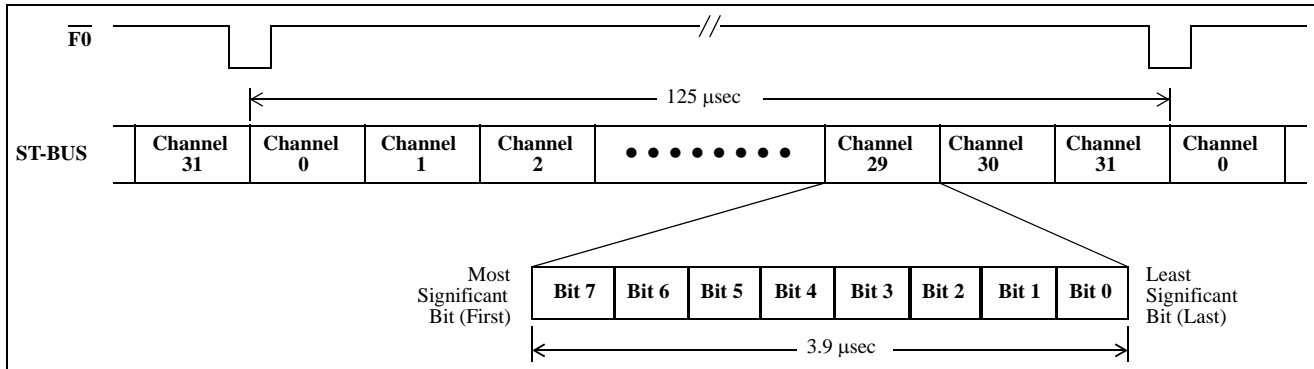 F0
125 µsec
ST-BUS
Channel 31
Channel 0
Channel 1
Channel 2
Channel 29
Channel 30
Channel 31
Channel 0
Most Significant Bit (First)
Bit 7 Bit 6 Bit 5 Bit 4 Bit 3 Bit 2 Bit 1 Bit 0
Least Significant Bit (Last)
3.9 µsec